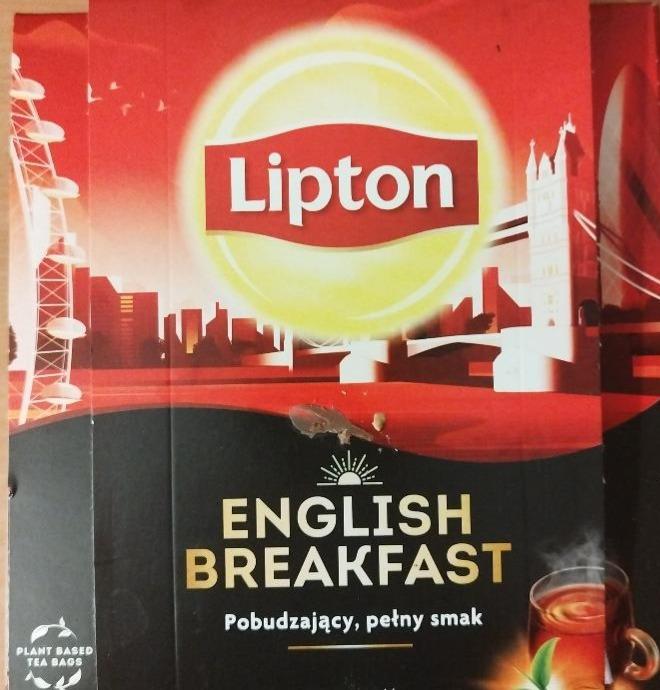 Lipton
ENGLISH
BREAKFAST
Pobudzający, pełny smak
PLANT BASED
TEA BAGS